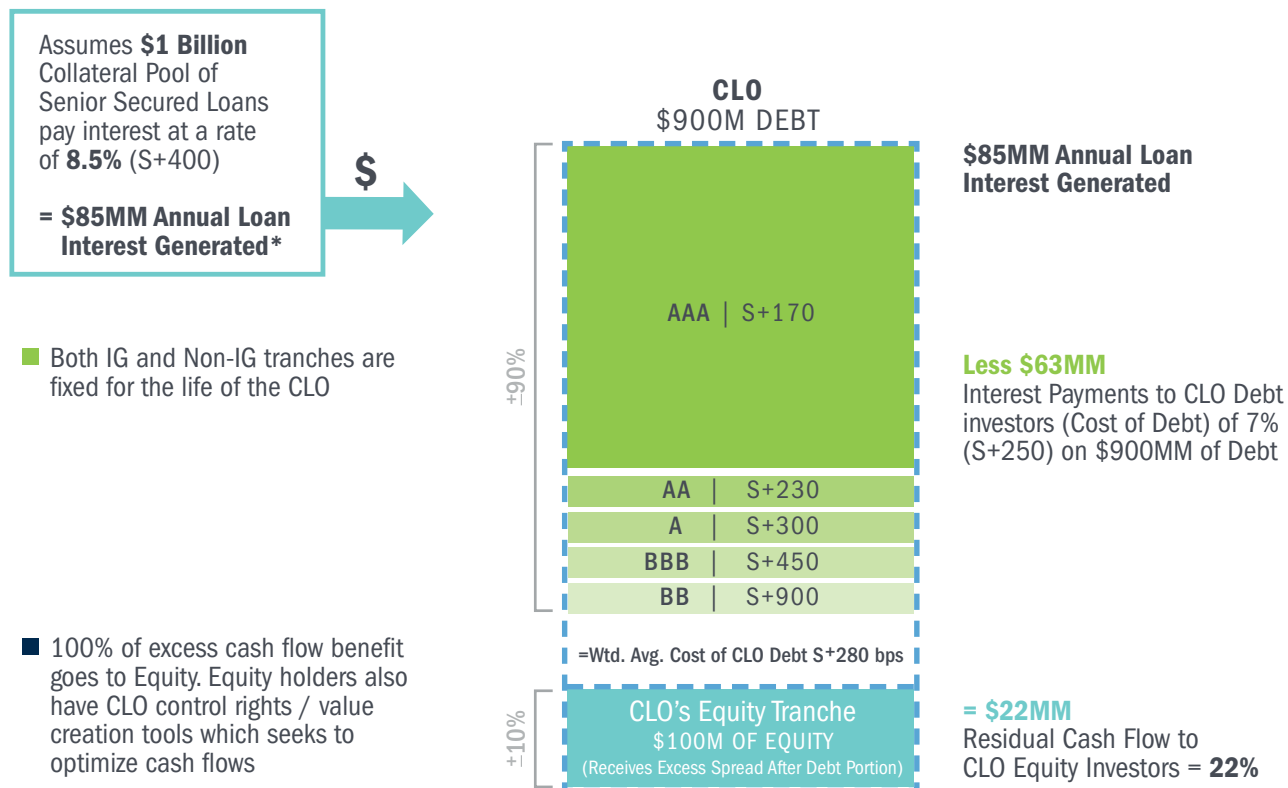 Assumes $1 Billion
Collateral Pool of
Senior Secured Loans
pay interest at a rate
of 8.5% (S+400)
= $85MM Annual Loan
Interest Generated*
$
CLO
$900M DEBT
$85MM Annual Loan
Interest Generated
±90%
AAA | S+170
Both IG and Non-IG tranches are
fixed for the life of the CLO
Less $63MM
Interest Payments to CLO Debt
investors (Cost of Debt) of 7%
(S+250) on $900MM of Debt
AA | S+230
A | S+300
BBB | S+450
BB | S+900
=Wtd. Avg. Cost of CLO Debt S+280 bps
100% of excess cash flow benefit
goes to Equity. Equity holders also
have CLO control rights / value
creation tools which seeks to
optimize cash flows
±10%
CLO's Equity Tranche
$100M OF EQUITY
(Receives Excess Spread After Debt Portion)
= $22MM
Residual Cash Flow to
CLO Equity Investors = 22%